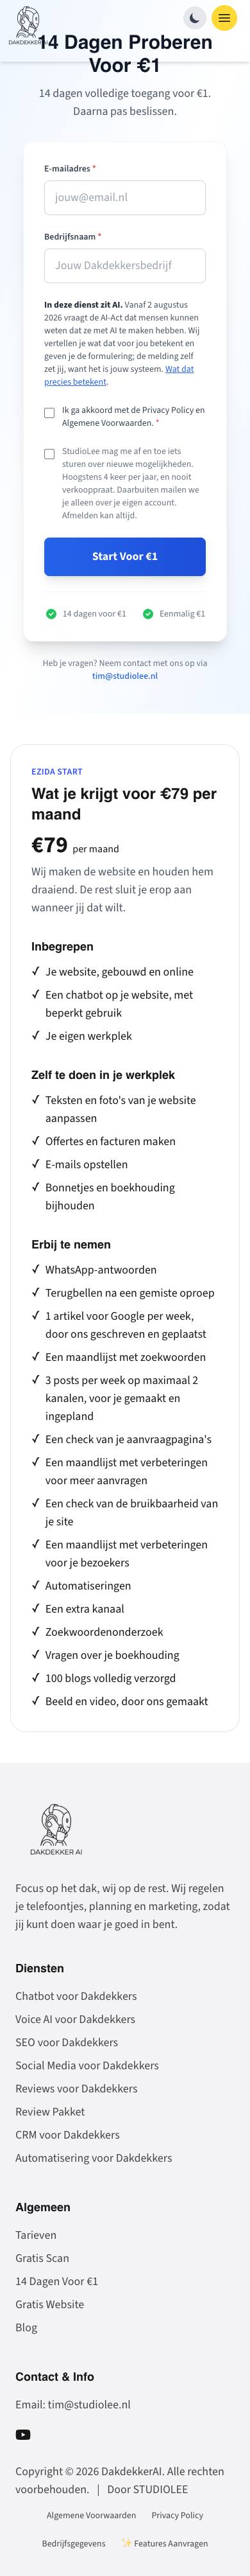 DAKDEKKER AI
14 Dagen Proberen
Voor €1
14 dagen volledige toegang voor €1.
Daarna pas beslissen.
E-mailadres *
jouw@email.nl
Bedrijfsnaam *
Jouw Dakdekkersbedrijf
In deze dienst zit AI. Vanaf 2 augustus
2026 vraagt de AI-Act dat mensen kunnen
weten dat ze met AI te maken hebben. Wij
vertellen je wat dat voor jou betekent en
geven je de formulering; de melding zelf
zet jij, want het is jouw systeem. Wat dat
precies betekent.
Ik ga akkoord met de Privacy Policy en
Algemene Voorwaarden. *
StudioLee mag me af en toe iets
sturen over nieuwe mogelijkheden.
Hoogstens 4 keer per jaar, en nooit
verkooppraat. Daarbuiten mailen we
je alleen over je eigen account.
Afmelden kan altijd.
Start Voor €1
14 dagen voor €1
Eenmalig €1
Heb je vragen? Neem contact met ons op via
tim@studiolee.nl
EZIDA START
Wat je krijgt voor €79 per
maand
€79 per maand
Wij maken de website en houden hem
draaiend. De rest sluit je erop aan
wanneer jij dat wilt.
Inbegrepen
✓ Je website, gebouwd en online
✓ Een chatbot op je website, met
beperkt gebruik
✓ Je eigen werkplek
Zelf te doen in je werkplek
✓ Teksten en foto's van je website
aanpassen
✓ Offertes en facturen maken
✓ E-mails opstellen
✓ Bonnetjes en boekhouding
bijhouden
Erbij te nemen
✓ WhatsApp-antwoorden
✓ Terugbellen na een gemiste oproep
✓ 1 artikel voor Google per week,
door ons geschreven en geplaatst
✓ Een maandlijst met zoekwoorden
✓ 3 posts per week op maximaal 2
kanalen, voor je gemaakt en
ingepland
✓ Een check van je aanvraagpagina's
✓ Een maandlijst met verbeteringen
voor meer aanvragen
✓ Een check van de bruikbaarheid van
je site
✓ Een maandlijst met verbeteringen
voor je bezoekers
✓ Automatiseringen
✓ Een extra kanaal
✓ Zoekwoordenonderzoek
✓ Vragen over je boekhouding
✓ 100 blogs volledig verzorgd
✓ Beeld en video, door ons gemaakt
DAKDEKKER AI
Focus op het dak, wij op de rest. Wij regelen
je telefoontjes, planning en marketing, zodat
jij kunt doen waar je goed in bent.
Diensten
Chatbot voor Dakdekkers
Voice AI voor Dakdekkers
SEO voor Dakdekkers
Social Media voor Dakdekkers
Reviews voor Dakdekkers
Review Pakket
CRM voor Dakdekkers
Automatisering voor Dakdekkers
Algemeen
Tarieven
Gratis Scan
14 Dagen Voor €1
Gratis Website
Blog
Contact & Info
Email: tim@studiolee.nl
Copyright © 2026 DakdekkerAI. Alle rechten
voorbehouden. | Door STUDIOLEE
Algemene Voorwaarden Privacy Policy
Bedrijfsgegevens ✨ Features Aanvragen